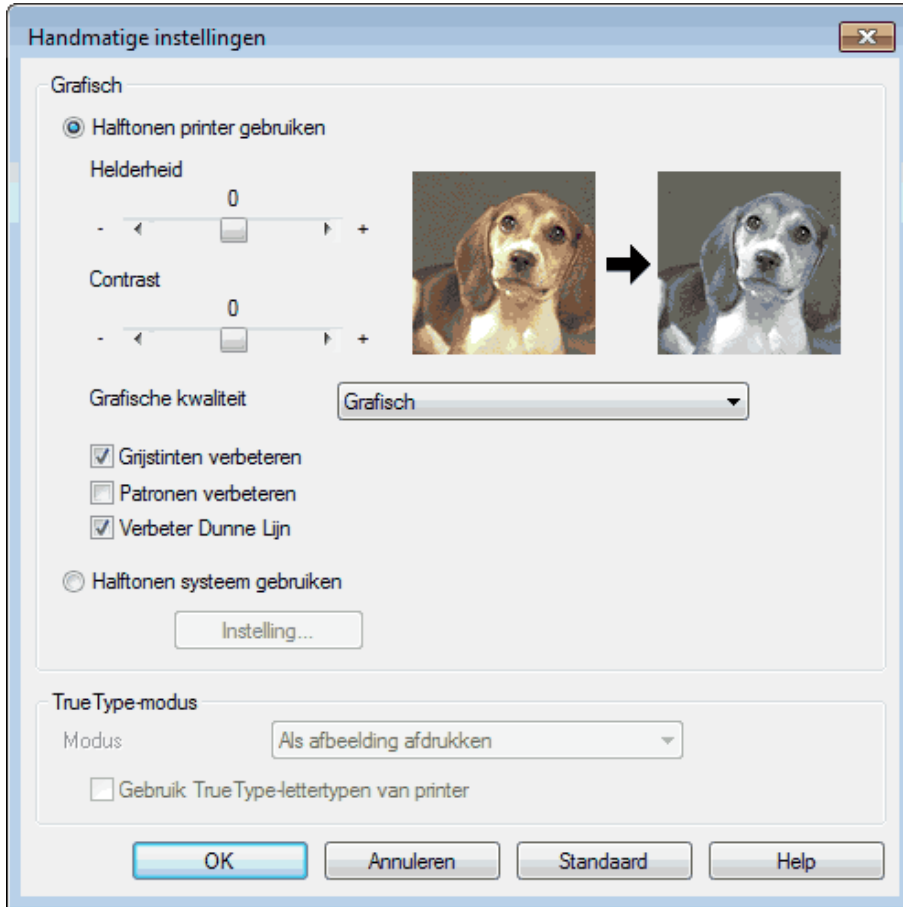 Handmatige instellingen
Grafisch
Halftonen printer gebruiken
Helderheid
0
- +
Contrast
0
- +
Grafische kwaliteit Grafisch
Grijstinten verbeteren
Patronen verbeteren
Verbeter Dunne Lijn
Halftonen systeem gebruiken
Instelling...
TrueType-modus
Modus Als afbeelding afdrukken
Gebruik TrueType-lettertypen van printer
OK Annuleren Standaard Help